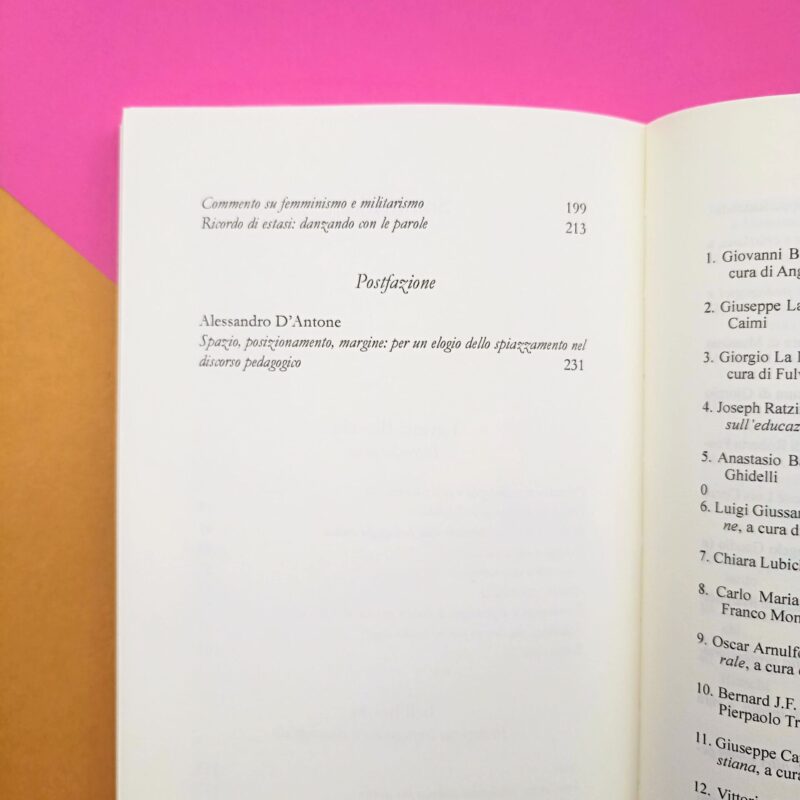 Commento su femminismo e militarismo 199
Ricordo di estasi: danzando con le parole 213
Postfazione
Alessandro D'Antone
Spazio, posizionamento, margine: per un elogio dello spiazzamento nel
discorso pedagogico 231
1. Giovanni B
cura di Ang
2. Giuseppe La
Caimi
3. Giorgio La
cura di Fulv
4. Joseph Ratzi
sull'educaz
5. Anastasio B
Ghidelli
0
6. Luigi Giussa
ne, a cura d
7. Chiara Lubic
8. Carlo Maria
Franco Mon
9. Oscar Arnulf
rale, a cura
10. Bernard J.F.
Pierpaolo Tr
11. Giuseppe Ca
stiana, a cura
12. Vittori